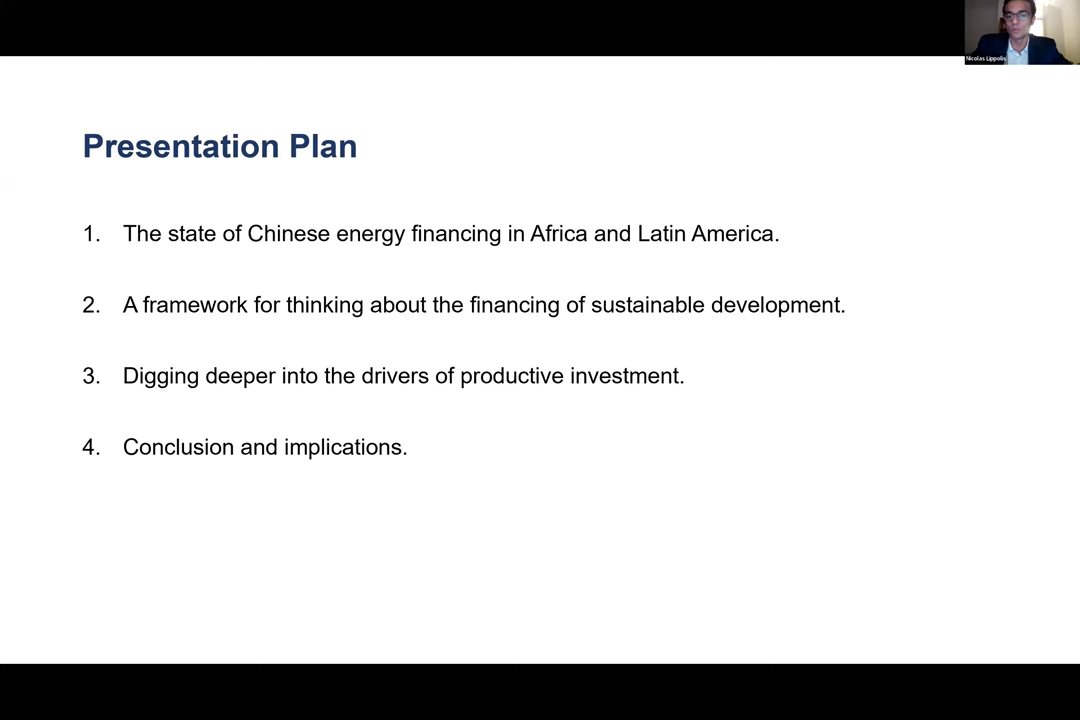 Nicolas Lippolis
Presentation Plan
1. The state of Chinese energy financing in Africa and Latin America.
2. A framework for thinking about the financing of sustainable development.
3. Digging deeper into the drivers of productive investment.
4. Conclusion and implications.